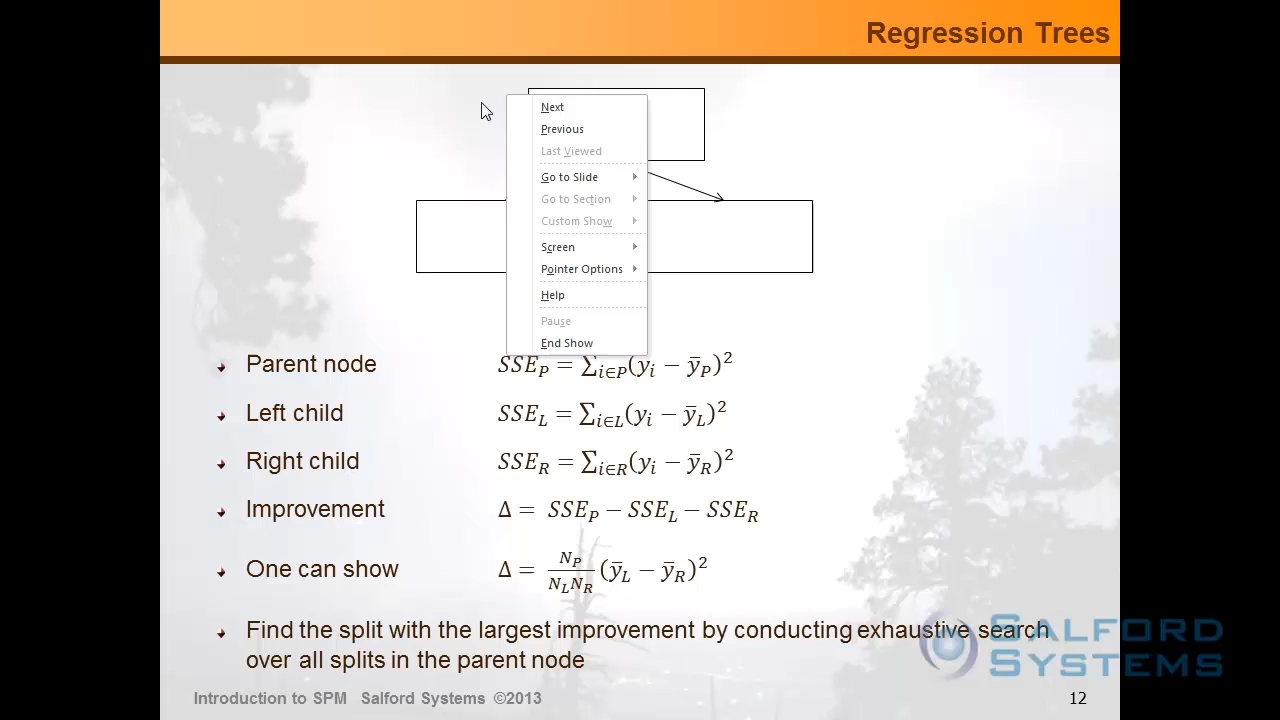 Regression Trees
Next
Previous
Last Viewed
Go to Slide
Go to Section
Custom Show
Screen
Pointer Options
Help
Pause
End Show
Parent node SSE_P = ∑_{i∈P}(y_i − ȳ_P)²
Left child SSE_L = ∑_{i∈L}(y_i − ȳ_L)²
Right child SSE_R = ∑_{i∈R}(y_i − ȳ_R)²
Improvement Δ = SSE_P − SSE_L − SSE_R
One can show Δ = N_P/(N_L N_R) (ȳ_L − ȳ_R)²
Find the split with the largest improvement by conducting exhaustive search
over all splits in the parent node
SALFORD
SYSTEMS
Introduction to SPM Salford Systems ©2013
12